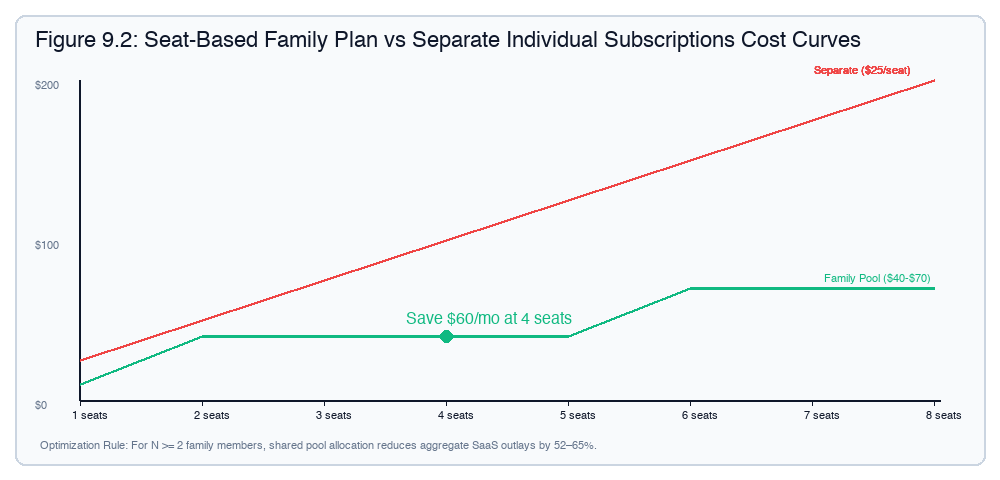 Figure 9.2: Seat-Based Family Plan vs Separate Individual Subscriptions Cost Curves
Separate ($25/seat)
$200
$100
Family Pool ($40-$70)
Save $60/mo at 4 seats
$0
1 seats
2 seats
3 seats
4 seats
5 seats
6 seats
7 seats
8 seats
Optimization Rule: For N >= 2 family members, shared pool allocation reduces aggregate SaaS outlays by 52–65%.